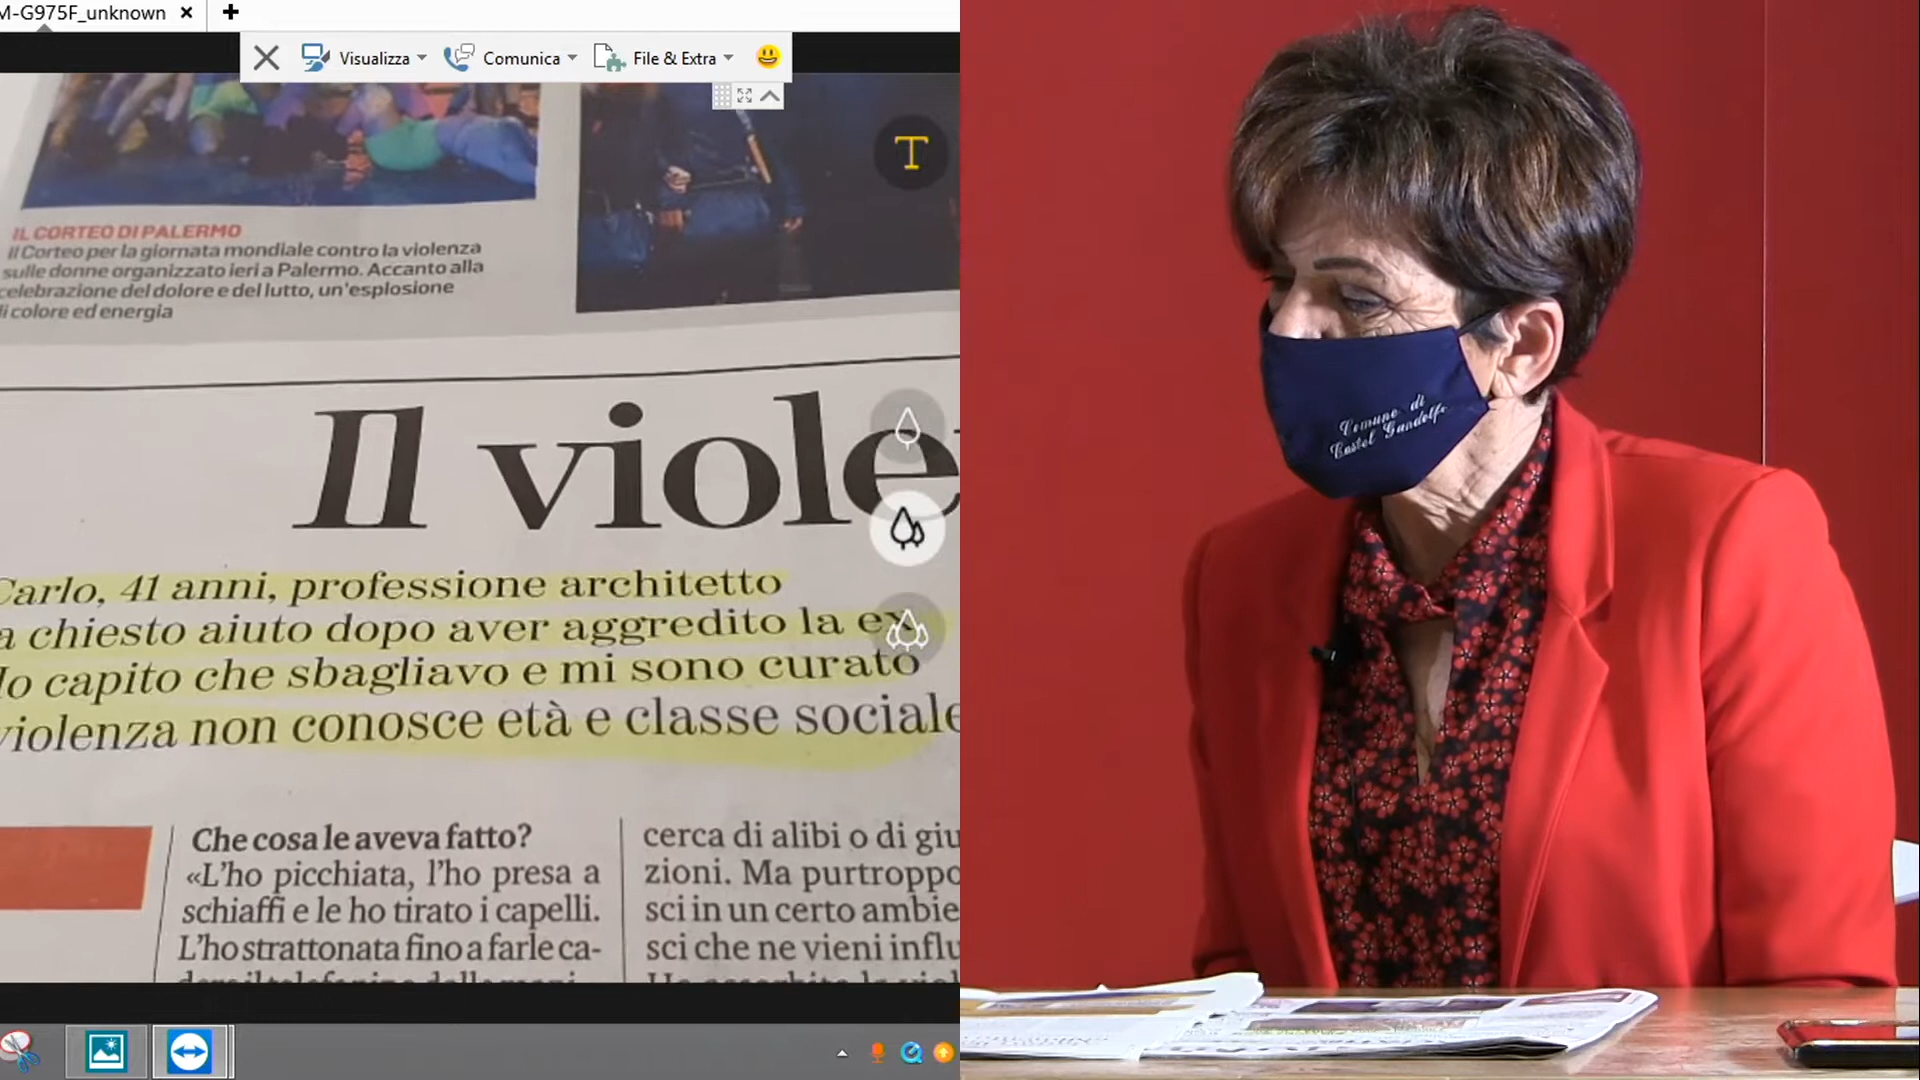 M-G975F_unknown
Visualizza
Comunica
File & Extra
T
IL CORTEO DI PALERMO
Il Corteo per la giornata mondiale contro la violenza
sulle donne organizzato ieri a Palermo. Accanto alla
celebrazione del dolore e del lutto, un'esplosione
di colore ed energia
Il viole
Carlo, 41 anni, professione architetto
a chiesto aiuto dopo aver aggredito la ex
Ho capito che sbagliavo e mi sono curato
violenza non conosce età e classe sociale
Che cosa le aveva fatto?
«L'ho picchiata, l'ho presa a
schiaffi e le ho tirato i capelli.
L'ho strattonata fino a farle ca-
cerca di alibi o di giu
zioni. Ma purtroppo
sci in un certo ambie
sci che ne vieni influ
Comune di
Castel Gandolfo